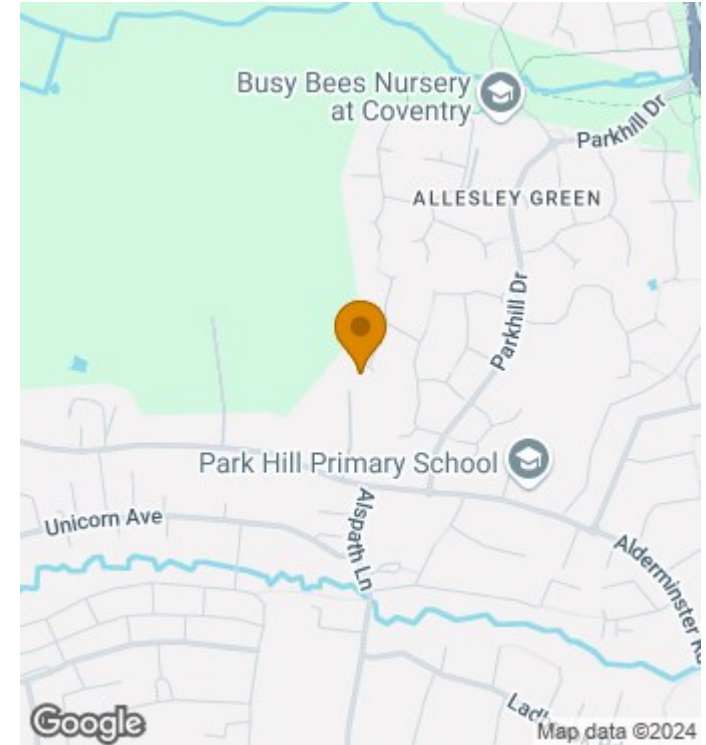 Busy Bees Nursery
at Coventry
Parkhill Dr
ALLESLEY GREEN
Parkhill Dr
Park Hill Primary School
Alspath Ln
Unicorn Ave
Alderminster Rd
Google
Map data ©2024